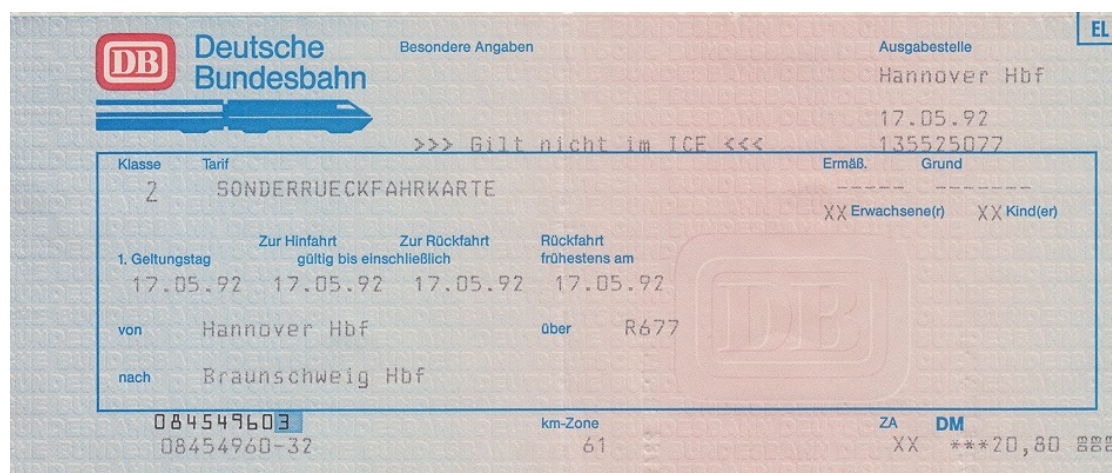 EL
DB Deutsche Bundesbahn
Besondere Angaben
Ausgabestelle
Hannover Hbf
17.05.92
>>> Gilt nicht im ICE <<< 135525077
Klasse Tarif Ermäß. Grund
2 SONDERRUECKFAHRKARTE ----- -------
XX Erwachsene(r) XX Kind(er)
1. Geltungstag Zur Hinfahrt Zur Rückfahrt gültig bis einschließlich Rückfahrt frühestens am
17.05.92 17.05.92 17.05.92 17.05.92
von Hannover Hbf über R677
DB
nach Braunschweig Hbf
084549603 km-Zone ZA DM
08454960-32 61 XX ***20,80